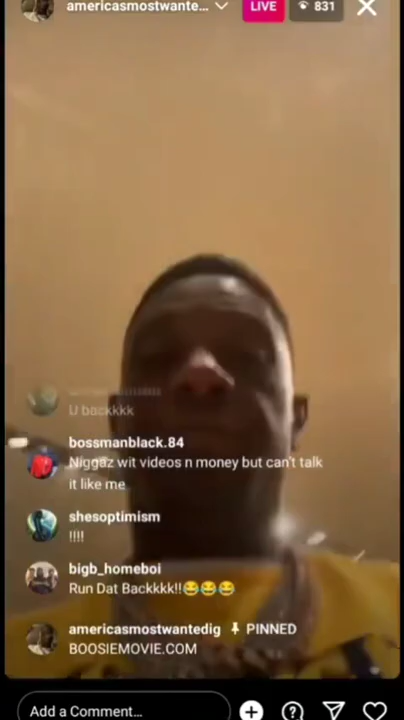 americasmostwante...
LIVE
831
U backkkk
bossmanblack.84
Niggaz wit videos n money but can't talk
it like me
shesoptimism
!!!!
bigb_homeboi
Run Dat Backkkk!!😂😂😂
americasmostwantedig PINNED
BOOSIEMOVIE.COM
Add a Comment...